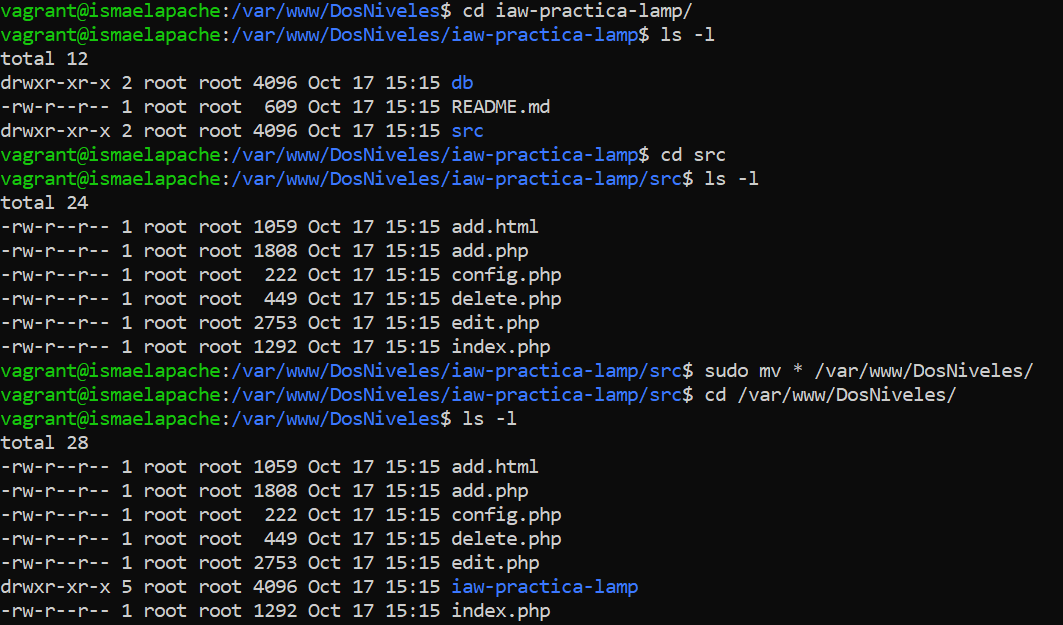 vagrant@ismaelapache:/var/www/DosNiveles$ cd iaw-practica-lamp/
vagrant@ismaelapache:/var/www/DosNiveles/iaw-practica-lamp$ ls -l
total 12
drwxr-xr-x 2 root root 4096 Oct 17 15:15 db
-rw-r--r-- 1 root root  609 Oct 17 15:15 README.md
drwxr-xr-x 2 root root 4096 Oct 17 15:15 src
vagrant@ismaelapache:/var/www/DosNiveles/iaw-practica-lamp$ cd src
vagrant@ismaelapache:/var/www/DosNiveles/iaw-practica-lamp/src$ ls -l
total 24
-rw-r--r-- 1 root root 1059 Oct 17 15:15 add.html
-rw-r--r-- 1 root root 1808 Oct 17 15:15 add.php
-rw-r--r-- 1 root root  222 Oct 17 15:15 config.php
-rw-r--r-- 1 root root  449 Oct 17 15:15 delete.php
-rw-r--r-- 1 root root 2753 Oct 17 15:15 edit.php
-rw-r--r-- 1 root root 1292 Oct 17 15:15 index.php
vagrant@ismaelapache:/var/www/DosNiveles/iaw-practica-lamp/src$ sudo mv * /var/www/DosNiveles/
vagrant@ismaelapache:/var/www/DosNiveles/iaw-practica-lamp/src$ cd /var/www/DosNiveles/
vagrant@ismaelapache:/var/www/DosNiveles$ ls -l
total 28
-rw-r--r-- 1 root root 1059 Oct 17 15:15 add.html
-rw-r--r-- 1 root root 1808 Oct 17 15:15 add.php
-rw-r--r-- 1 root root  222 Oct 17 15:15 config.php
-rw-r--r-- 1 root root  449 Oct 17 15:15 delete.php
-rw-r--r-- 1 root root 2753 Oct 17 15:15 edit.php
drwxr-xr-x 5 root root 4096 Oct 17 15:15 iaw-practica-lamp
-rw-r--r-- 1 root root 1292 Oct 17 15:15 index.php